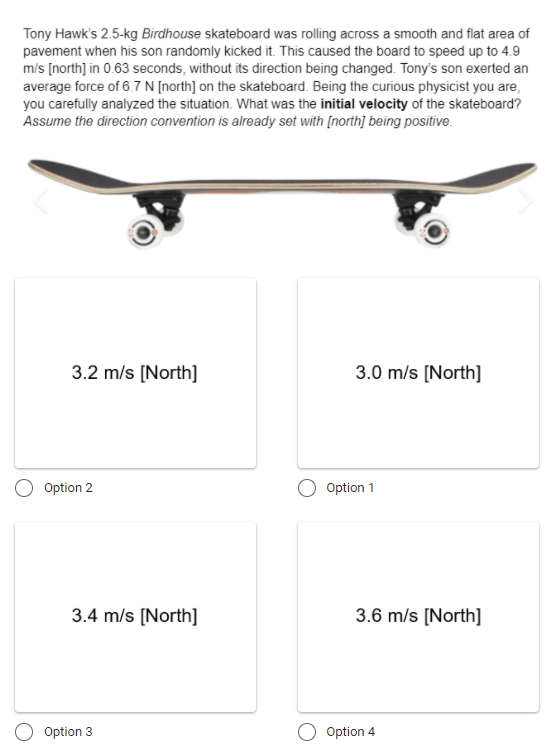 Tony Hawk's 2.5-kg Birdhouse skateboard was rolling across a smooth and flat area of
pavement when his son randomly kicked it. This caused the board to speed up to 4.9
m/s [north] in 0.63 seconds, without its direction being changed. Tony's son exerted an
average force of 6.7 N [north] on the skateboard. Being the curious physicist you are,
you carefully analyzed the situation. What was the initial velocity of the skateboard?
Assume the direction convention is already set with [north] being positive.
3.2 m/s [North]
3.0 m/s [North]
Option 2
Option 1
3.4 m/s [North]
3.6 m/s [North]
Option 3
Option 4